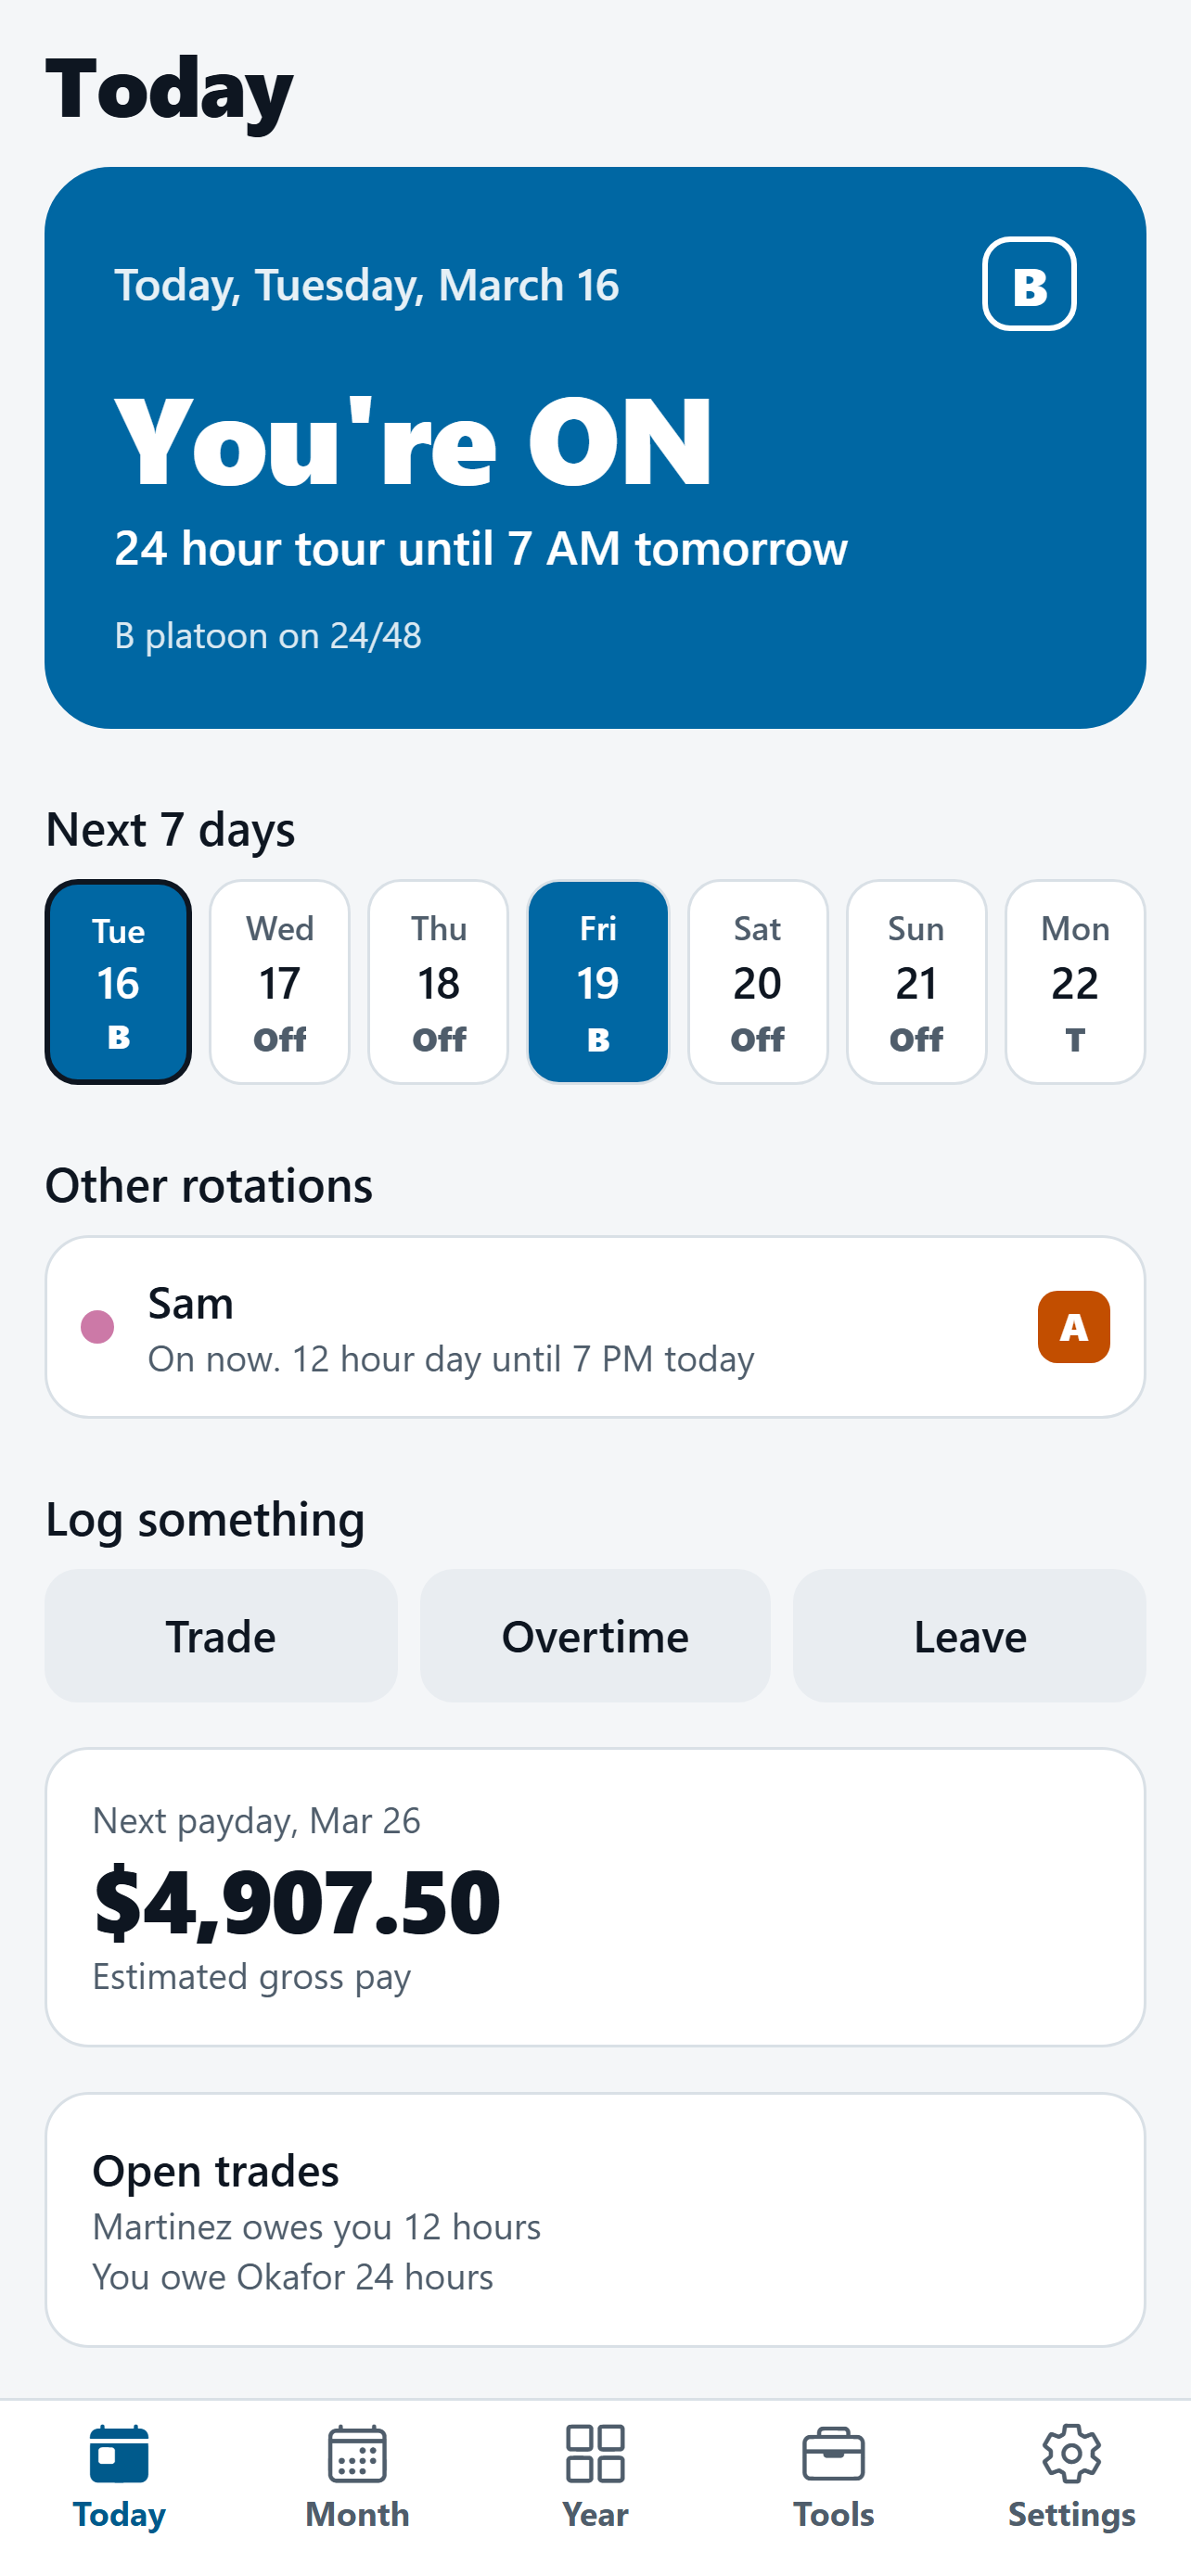 Today
Today, Tuesday, March 16
B
You're ON
24 hour tour until 7 AM tomorrow
B platoon on 24/48
Next 7 days
Tue Wed Thu Fri Sat Sun Mon
16 17 18 19 20 21 22
B Off Off B Off Off T
Other rotations
Sam
On now. 12 hour day until 7 PM today
A
Log something
Trade Overtime Leave
Next payday, Mar 26
$4,907.50
Estimated gross pay
Open trades
Martinez owes you 12 hours
You owe Okafor 24 hours
Today Month Year Tools Settings